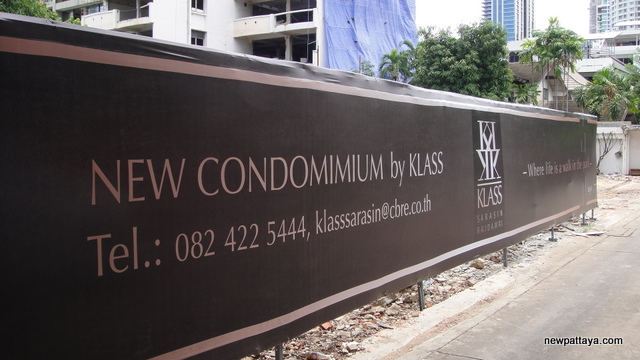 NEW CONDOMIMIUM by KLASS
Tel.: 082 422 5444, klasssarasin@cbre.co.th
KLASS
SARASIN
RAJDAMRI
– Where life is a walk in the park –
newpattaya.com